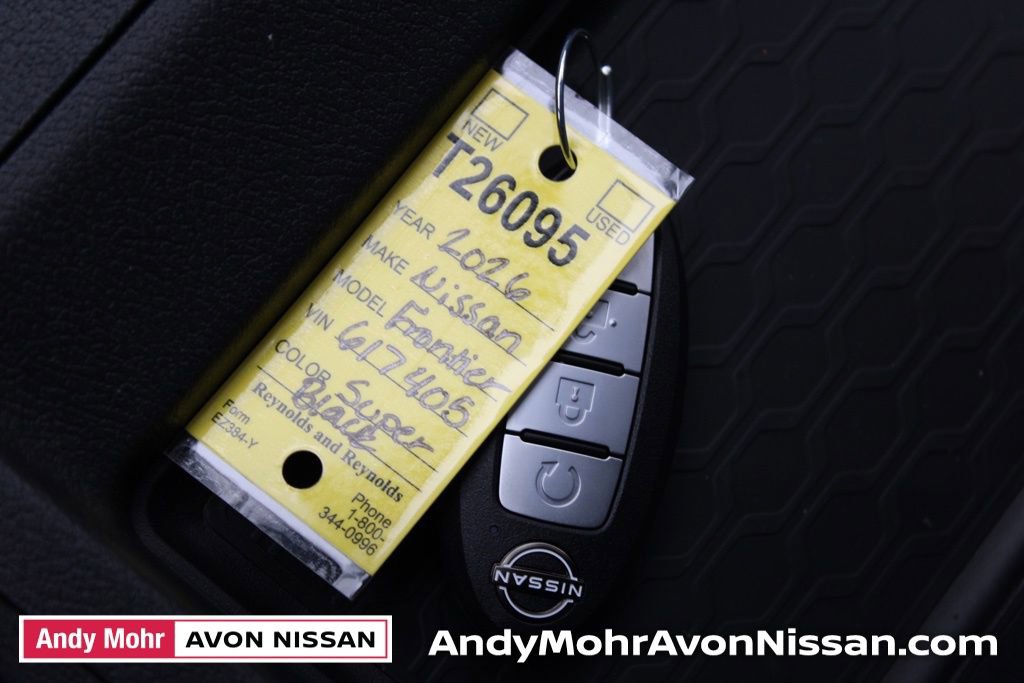 NEW
USED
T26095
YEAR 2026
MAKE Nissan
MODEL Frontier
VIN 617405
COLOR Super
Black
Reynolds and Reynolds
Form
EZ384-Y
Phone
1-800-
344-0996
NISSAN
Andy Mohr AVON NISSAN
AndyMohrAvonNissan.com